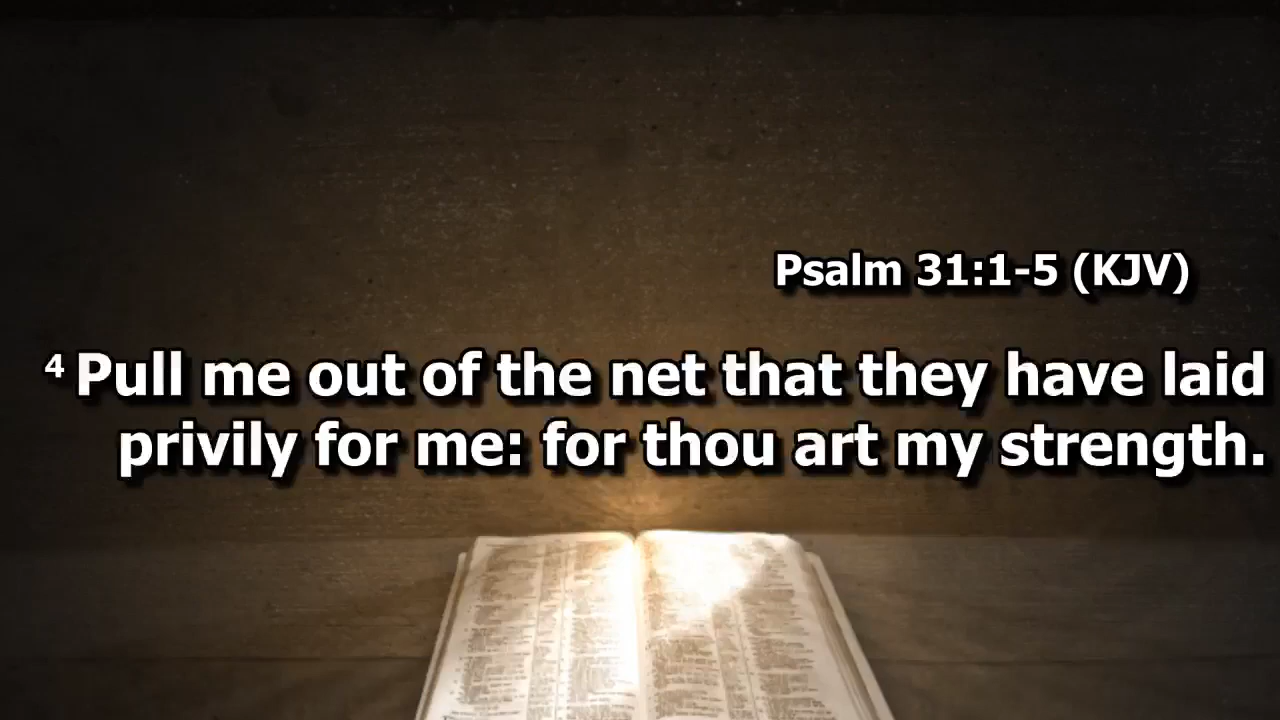 Psalm 31:1-5 (KJV)
4 Pull me out of the net that they have laid
privily for me: for thou art my strength.